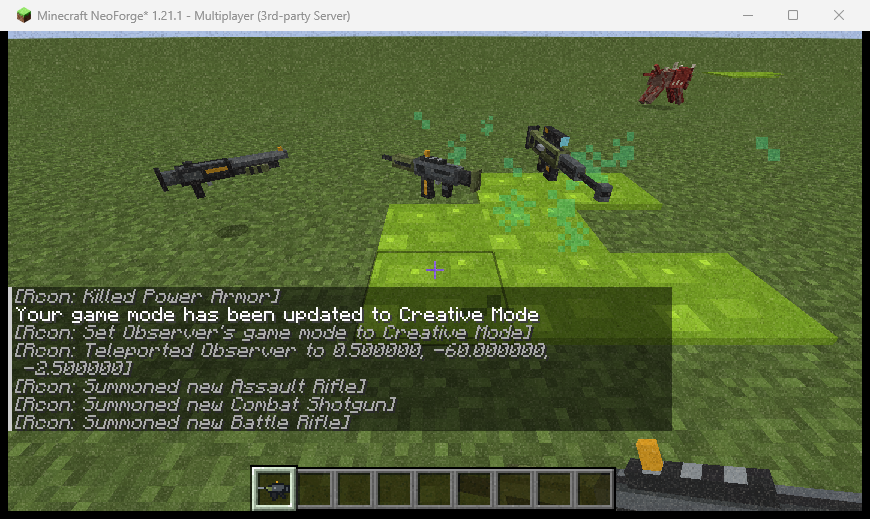 Minecraft NeoForge* 1.21.1 - Multiplayer (3rd-party Server)
[Rcon: Killed Power Armor]
Your game mode has been updated to Creative Mode
[Rcon: Set Observer's game mode to Creative Mode]
[Rcon: Teleported Observer to 0.500000, -60.000000,
-2.500000]
[Rcon: Summoned new Assault Rifle]
[Rcon: Summoned new Combat Shotgun]
[Rcon: Summoned new Battle Rifle]